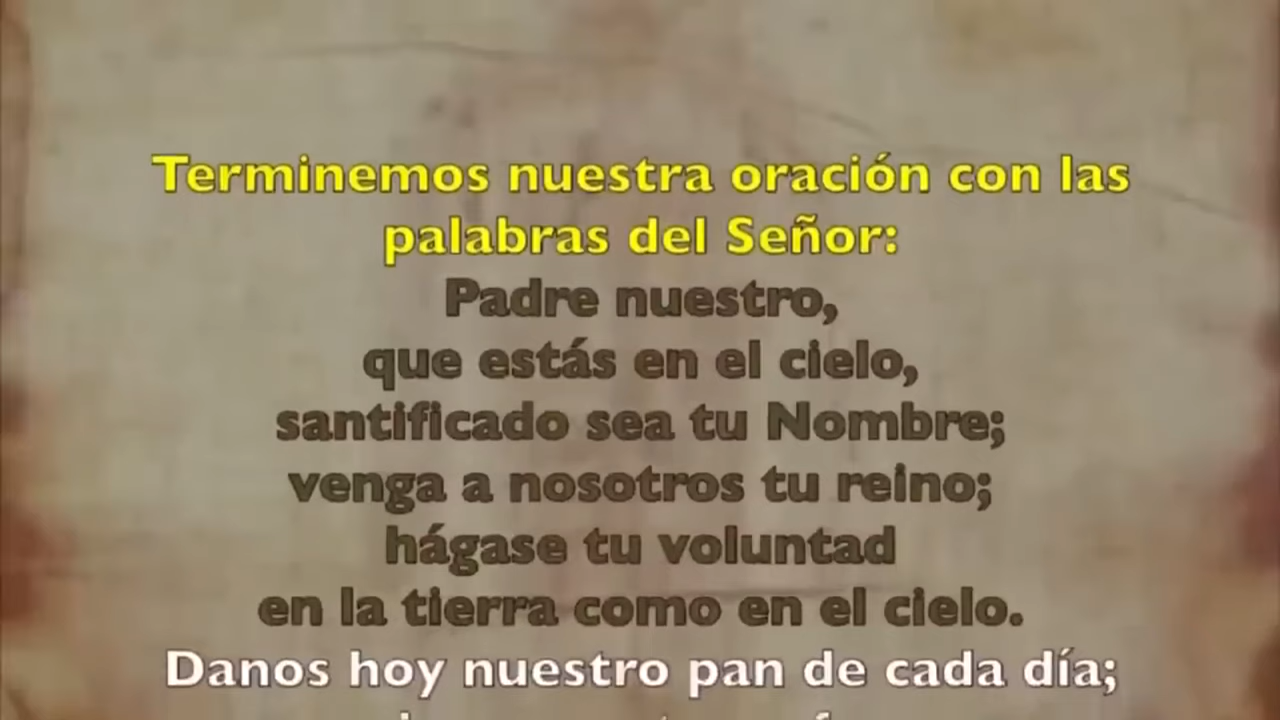 Terminemos nuestra oración con las
palabras del Señor:
Padre nuestro,
que estás en el cielo,
santificado sea tu Nombre;
venga a nosotros tu reino;
hágase tu voluntad
en la tierra como en el cielo.
Danos hoy nuestro pan de cada día;